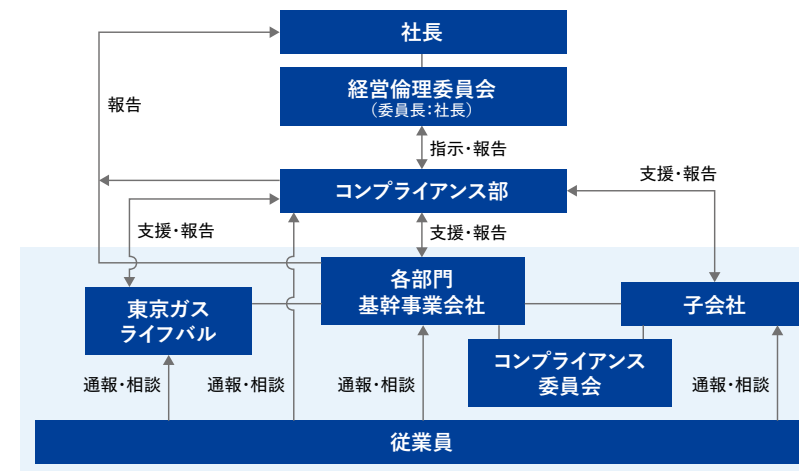 社長
経営倫理委員会
(委員長:社長)
報告
指示・報告
コンプライアンス部
支援・報告
支援・報告
支援・報告
各部門
基幹事業会社
東京ガス
ライフバル
子会社
コンプライアンス
委員会
通報・相談
通報・相談
通報・相談
通報・相談
従業員